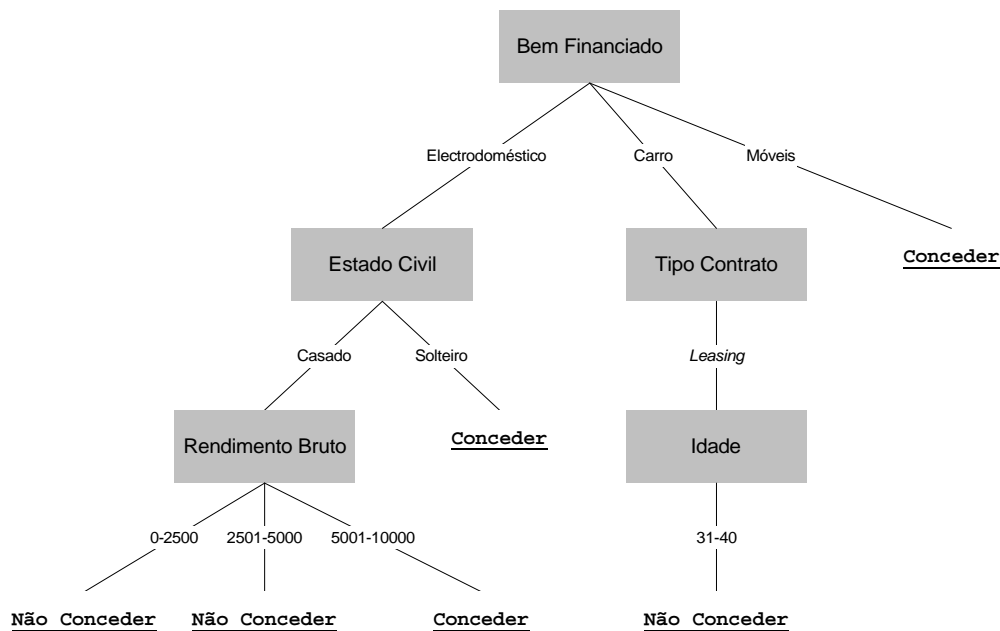 Bem Financiado
Electrodoméstico
Carro
Móveis
Conceder
Estado Civil
Tipo Contrato
Casado
Solteiro
Leasing
Conceder
Rendimento Bruto
Idade
0-2500
2501-5000
5001-10000
31-40
Não Conceder
Não Conceder
Conceder
Não Conceder